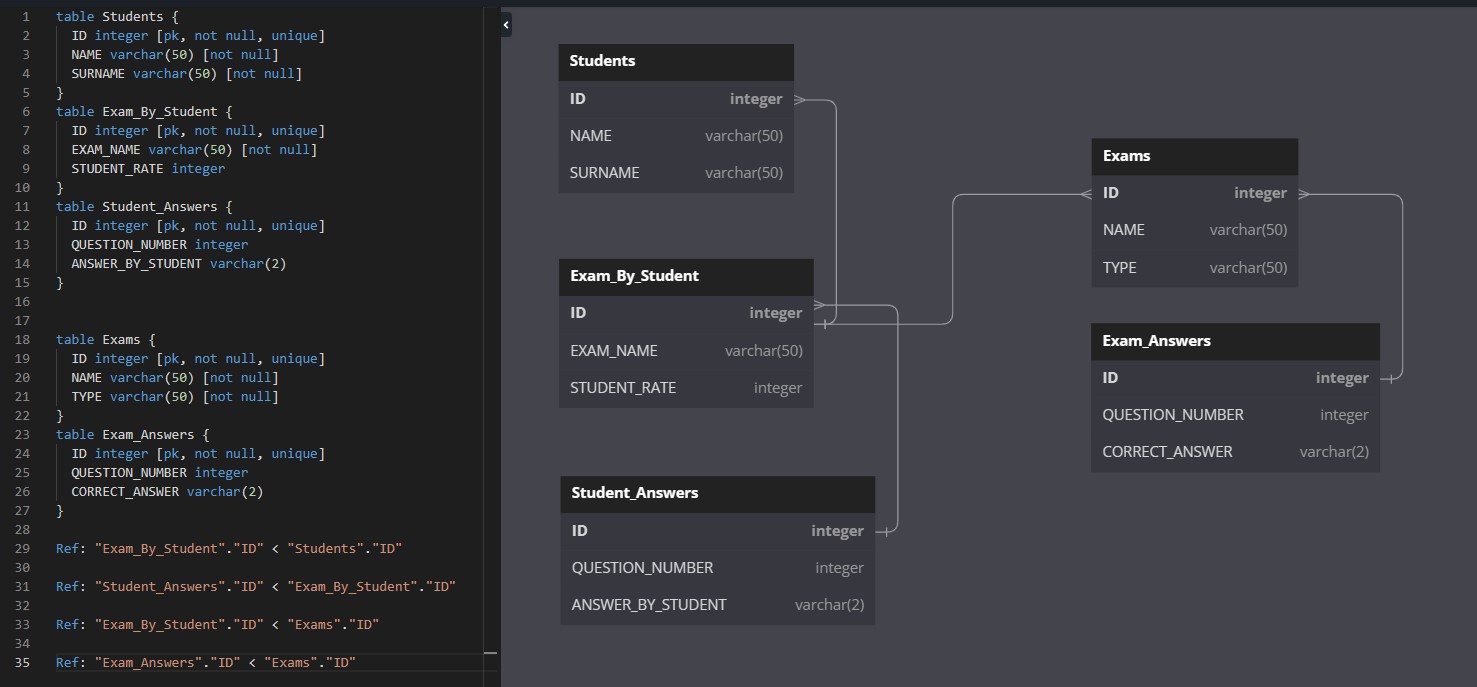 1 table Students {
2 ID integer [pk, not null, unique]
3 NAME varchar(50) [not null]
4 SURNAME varchar(50) [not null]
5 }
6 table Exam_By_Student {
7 ID integer [pk, not null, unique]
8 EXAM_NAME varchar(50) [not null]
9 STUDENT_RATE integer
10 }
11 table Student_Answers {
12 ID integer [pk, not null, unique]
13 QUESTION_NUMBER integer
14 ANSWER_BY_STUDENT varchar(2)
15 }
16
17
18 table Exams {
19 ID integer [pk, not null, unique]
20 NAME varchar(50) [not null]
21 TYPE varchar(50) [not null]
22 }
23 table Exam_Answers {
24 ID integer [pk, not null, unique]
25 QUESTION_NUMBER integer
26 CORRECT_ANSWER varchar(2)
27 }
28
29 Ref: "Exam_By_Student"."ID" < "Students"."ID"
30
31 Ref: "Student_Answers"."ID" < "Exam_By_Student"."ID"
32
33 Ref: "Exam_By_Student"."ID" < "Exams"."ID"
34
35 Ref: "Exam_Answers"."ID" < "Exams"."ID"
Students
ID integer
NAME varchar(50)
SURNAME varchar(50)
Exam_By_Student
ID integer
EXAM_NAME varchar(50)
STUDENT_RATE integer
Student_Answers
ID integer
QUESTION_NUMBER integer
ANSWER_BY_STUDENT varchar(2)
Exams
ID integer
NAME varchar(50)
TYPE varchar(50)
Exam_Answers
ID integer
QUESTION_NUMBER integer
CORRECT_ANSWER varchar(2)